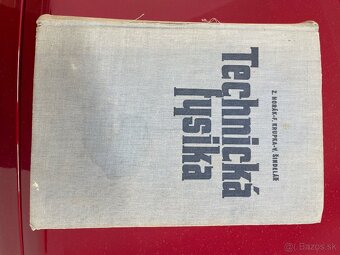 Z. HORÁK-F. KRUPKA-V. ŠINDELÁŘ
Technická
fysika
Bazos.sk